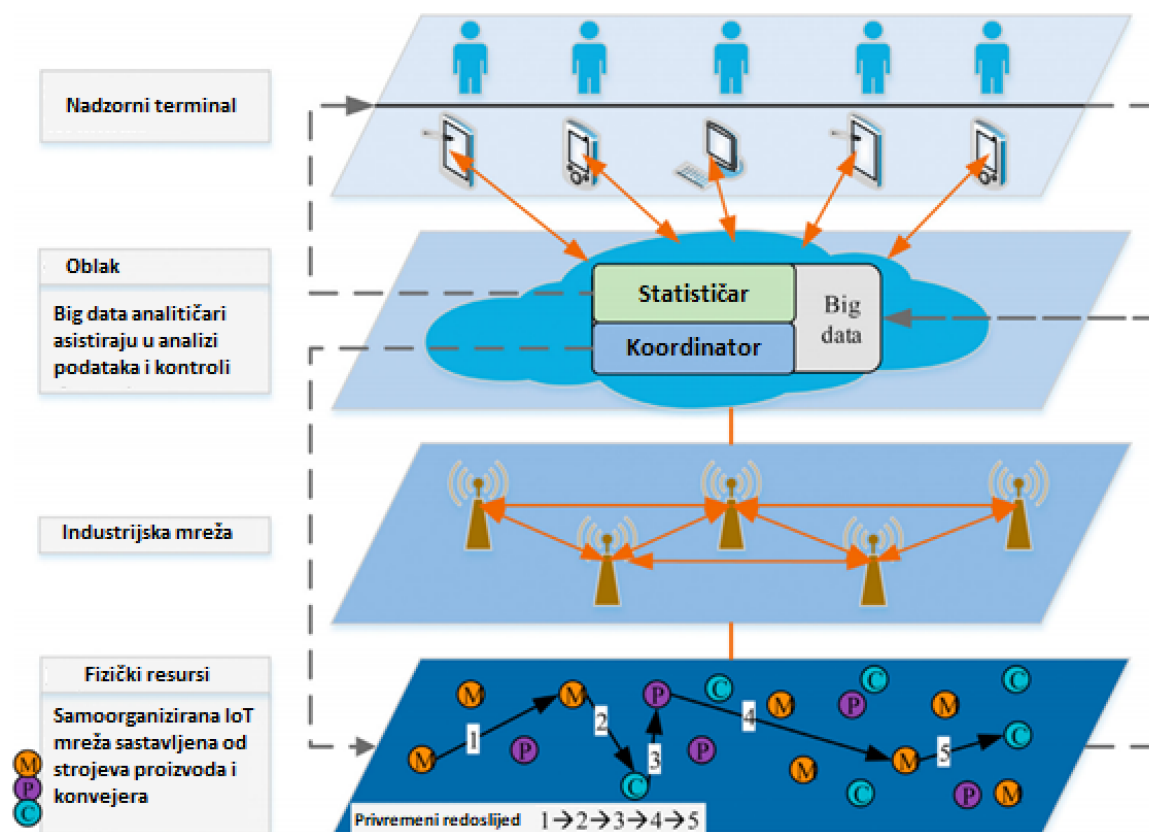 Nadzorni terminal
Oblak
Big data analitičari
asistiraju u analizi
podataka i kontroli
Statističar
Koordinator
Big
data
Industrijska mreža
Fizički resursi
Samoorganizirana IoT
mreža sastavljena od
strojeva proizvoda i
konvejera
M
P
C
M
M
P
C
M
C
M
C
1
2
3
4
5
P
P
C
P
M
M
C
P
M
Privremeni redoslijed 1→2→3→4→5